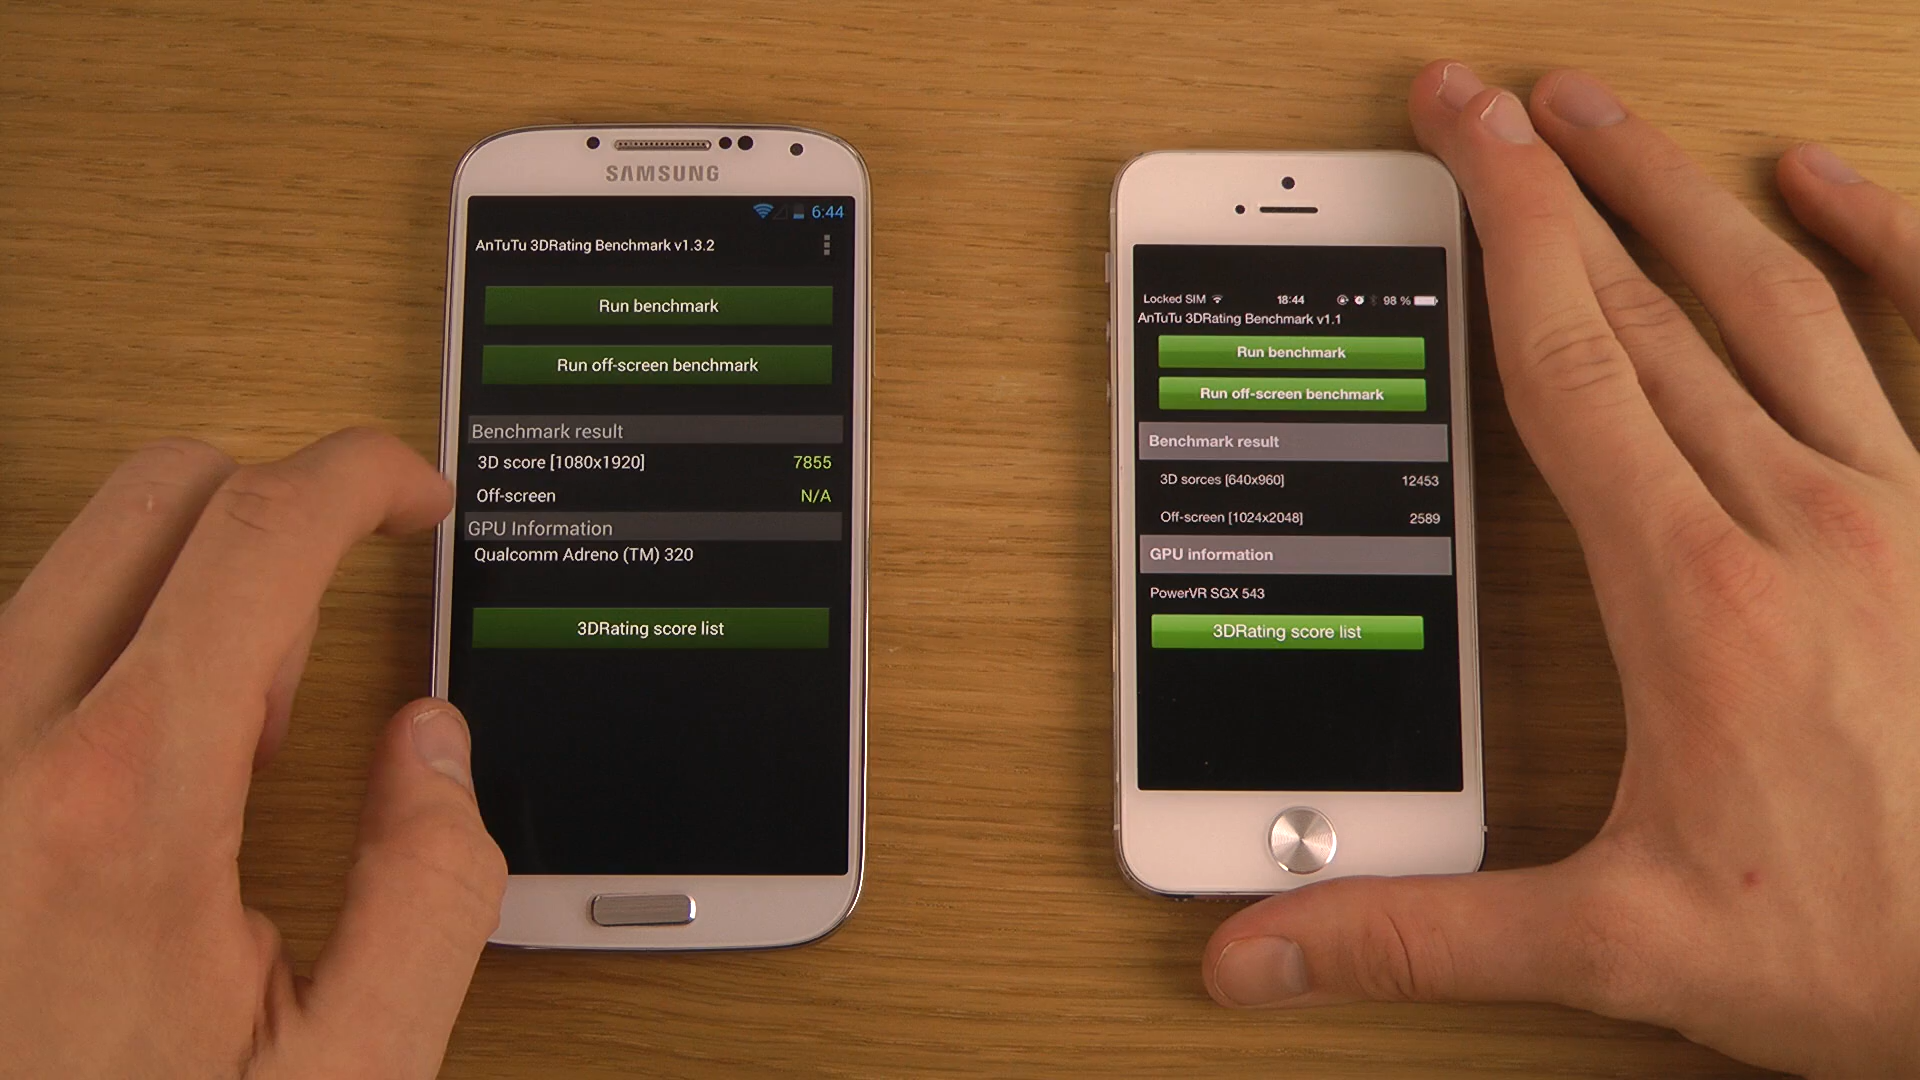 SAMSUNG
6:44
AnTuTu 3DRating Benchmark v1.3.2
Run benchmark
Run off-screen benchmark
Benchmark result
3D score [1080x1920] 7855
Off-screen N/A
GPU Information
Qualcomm Adreno (TM) 320
3DRating score list
Locked SIM 18:44 98 %
AnTuTu 3DRating Benchmark v1.1
Run benchmark
Run off-screen benchmark
Benchmark result
3D sorces [640x960] 12453
Off-screen [1024x2048] 2589
GPU information
PowerVR SGX 543
3DRating score list